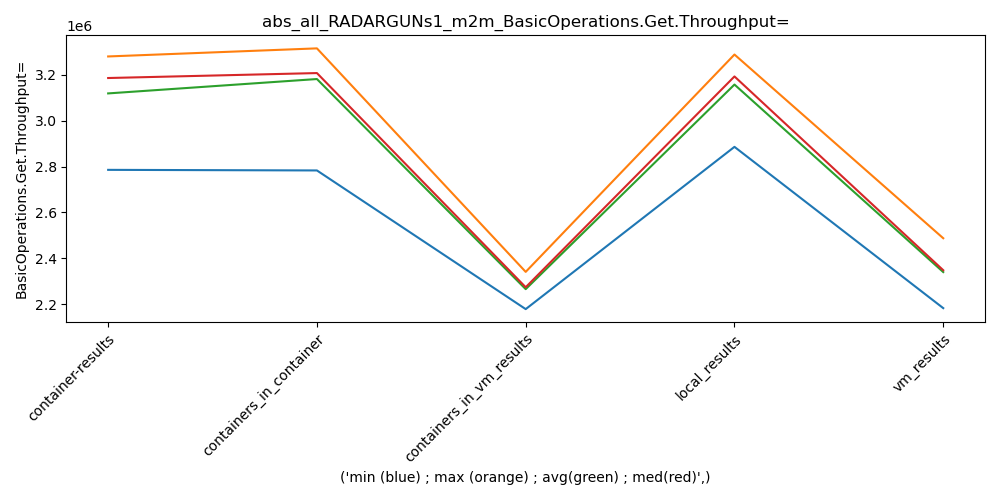 abs_all_RADARGUNs1_m2m_BasicOperations.Get.Throughput=
1e6
BasicOperations.Get.Throughput=
3.2
3.0
2.8
2.6
2.4
2.2
container-results
containers_in_container
containers_in_vm_results
local_results
vm_results
('min (blue) ; max (orange) ; avg(green) ; med(red)',)